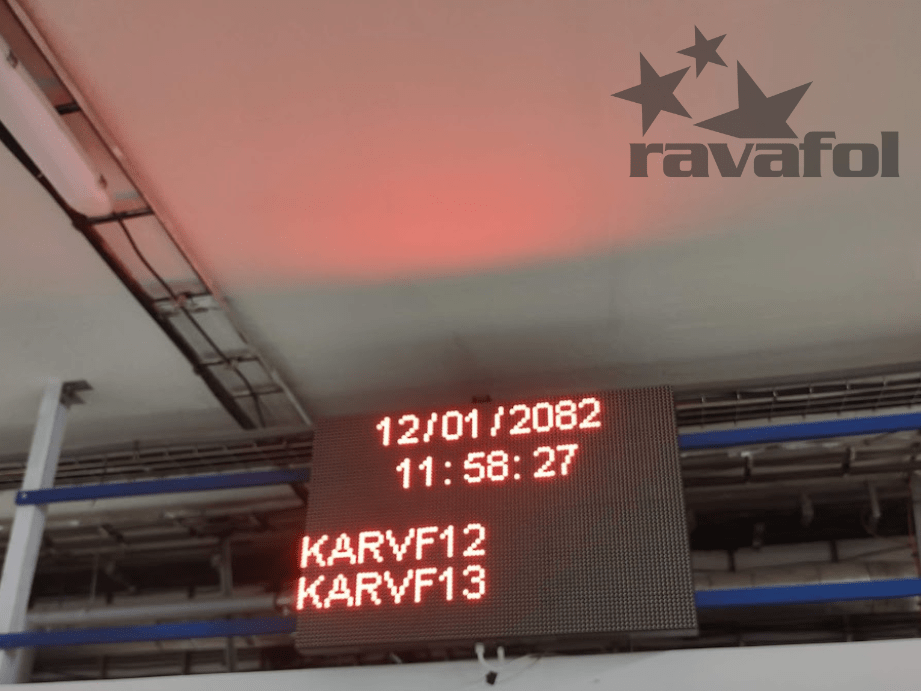 ravafol
12/01/2082
11:58:27
KARVF12
KARVF13